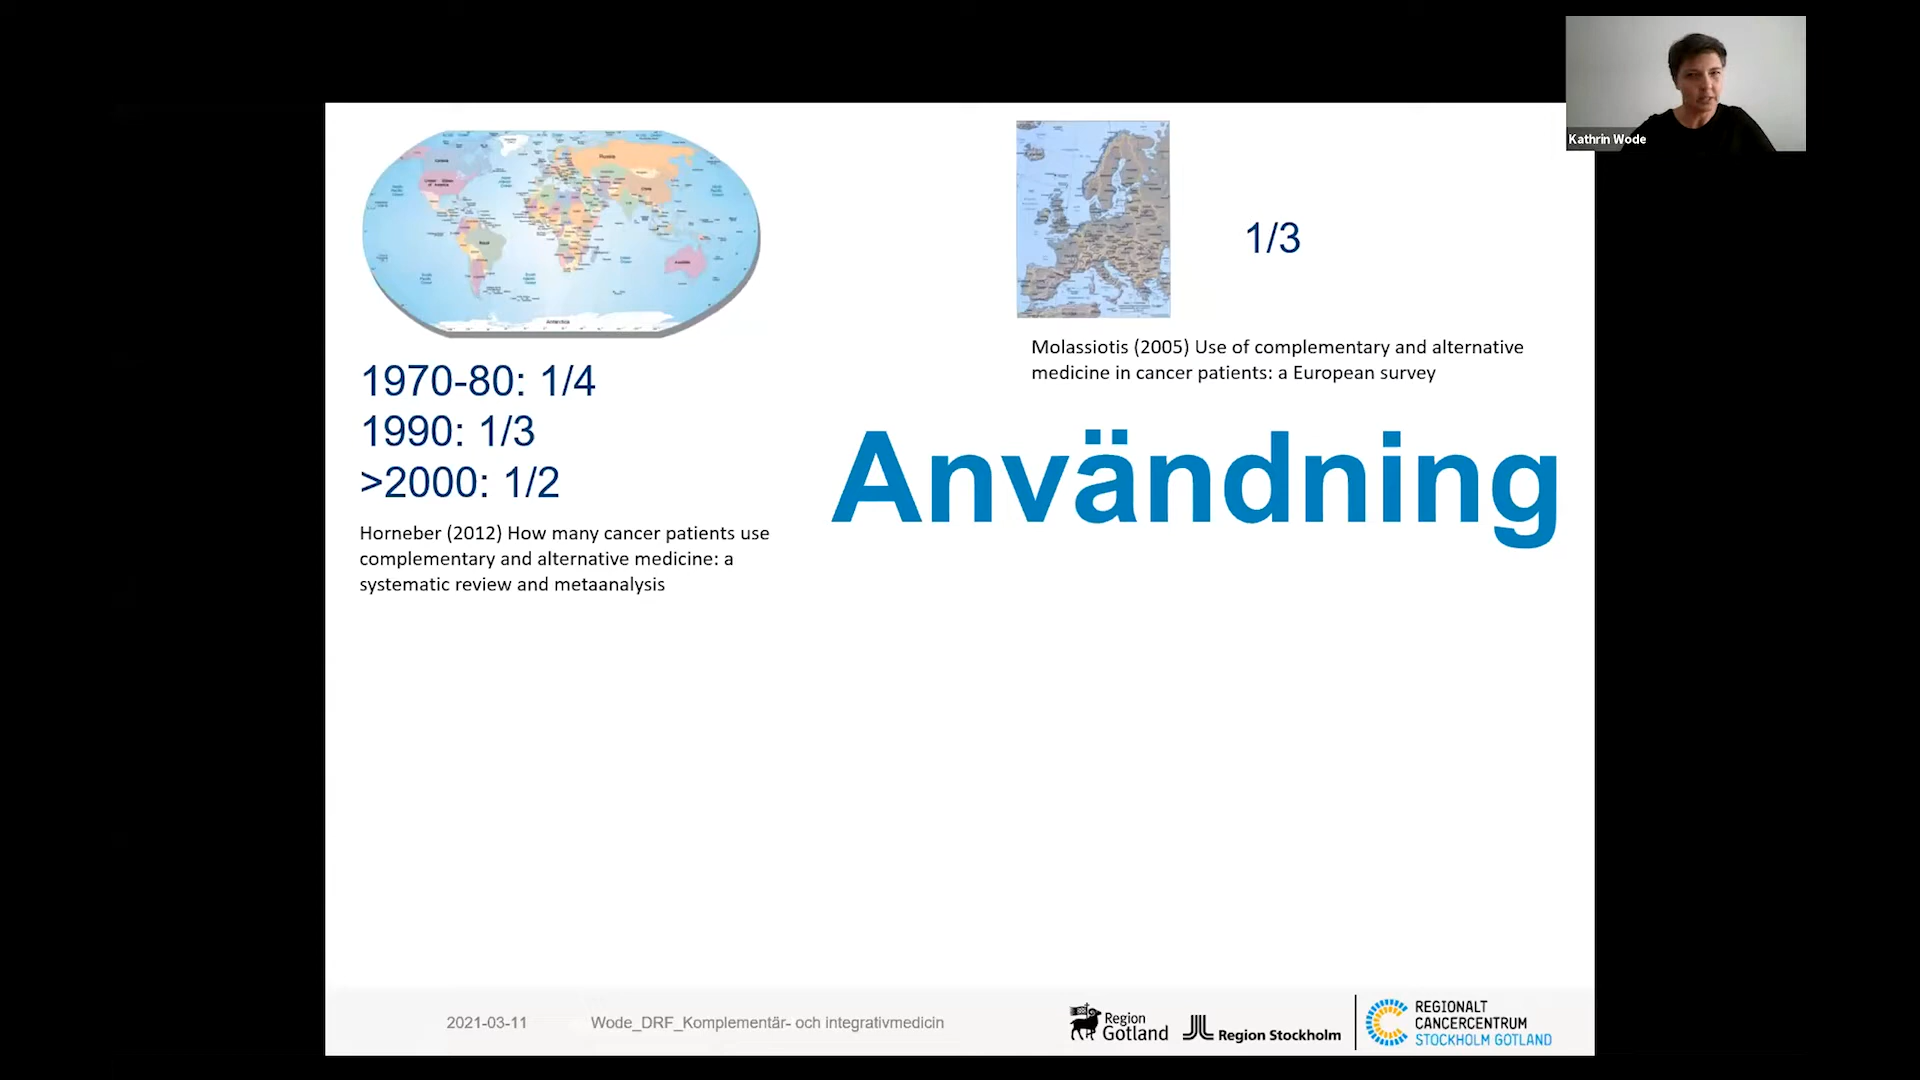 Kathrin Wode
1/3
Molassiotis (2005) Use of complementary and alternative
medicine in cancer patients: a European survey
1970-80: 1/4
1990: 1/3
>2000: 1/2
Användning
Horneber (2012) How many cancer patients use
complementary and alternative medicine: a
systematic review and metaanalysis
2021-03-11
Wode_DRF_Komplementär- och integrativmedicin
Region
Gotland
Region Stockholm
REGIONALT
CANCERCENTRUM
STOCKHOLM GOTLAND